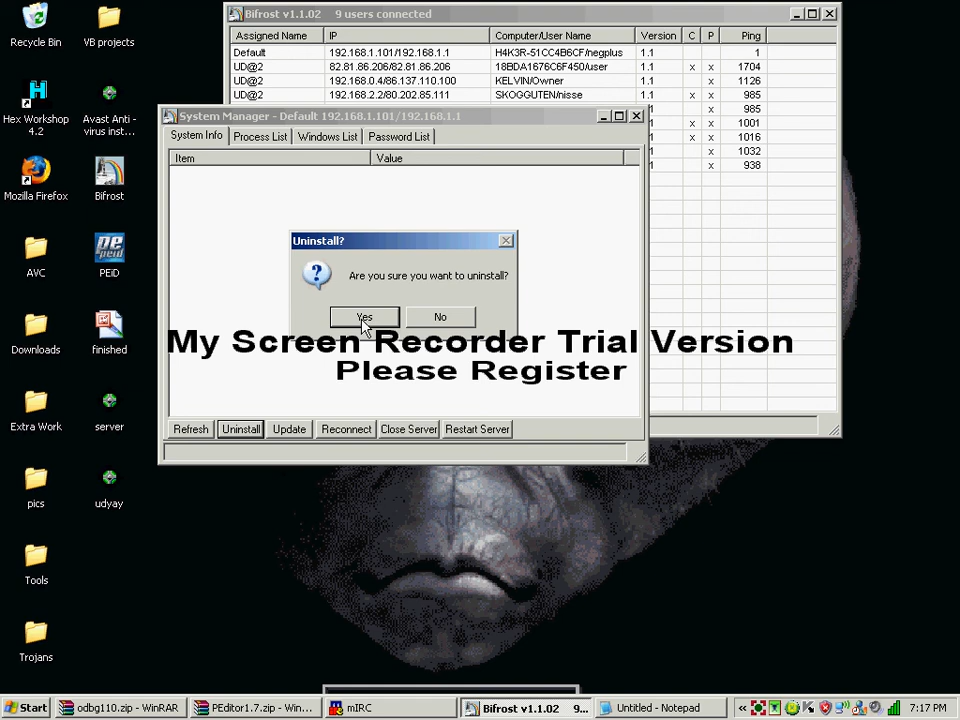 Bifrost v1.1.02 9 users connected
Assigned Name IP Computer/User Name Version C P Ping
Default 192.168.1.101/192.168.1.1 H4K3R-51CC4B6CF/negplus 1.1 1
UD@2 82.81.86.206/82.81.86.206 18BDA1676C6F450/user 1.1 x x 1704
UD@2 192.168.0.4/86.137.110.100 KELVIN/Owner 1.1 x 1126
UD@2 192.168.2.2/80.202.85.111 SKOGGUTEN/nisse 1.1 x x 985
.1 x 985
.1 x x 1001
.1 x x 1016
.1 x 1032
.1 x 938
System Manager - Default 192.168.1.101/192.168.1.1
System Info Process List Windows List Password List
Item Value
Uninstall?
Are you sure you want to uninstall?
Yes No
My Screen Recorder Trial Version
Please Register
Refresh Uninstall Update Reconnect Close Server Restart Server
Recycle Bin
VB projects
Hex Workshop
4.2
Avast Anti -
virus inst...
Mozilla Firefox
Bifrost
AVC
PEiD
Downloads
finished
Extra Work
server
pics
udyay
Tools
Trojans
Start odbg110.zip - WinRAR PEditor1.7.zip - Win... mIRC Bifrost v1.1.02 9... Untitled - Notepad « 7:17 PM